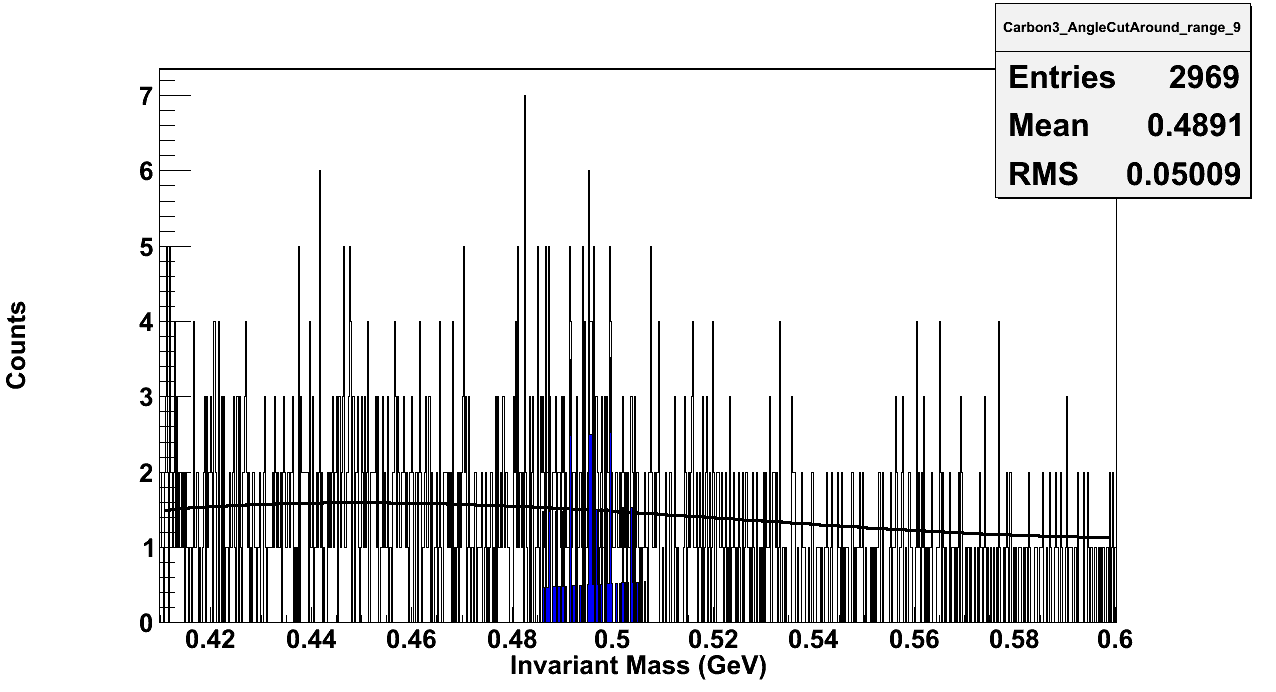 Carbon3_AngleCutAround_range_9
Entries 2969
Mean 0.4891
RMS 0.05009
7
6
5
4
3
2
1
0
Counts
0.42 0.44 0.46 0.48 0.5 0.52 0.54 0.56 0.58 0.6
Invariant Mass (GeV)